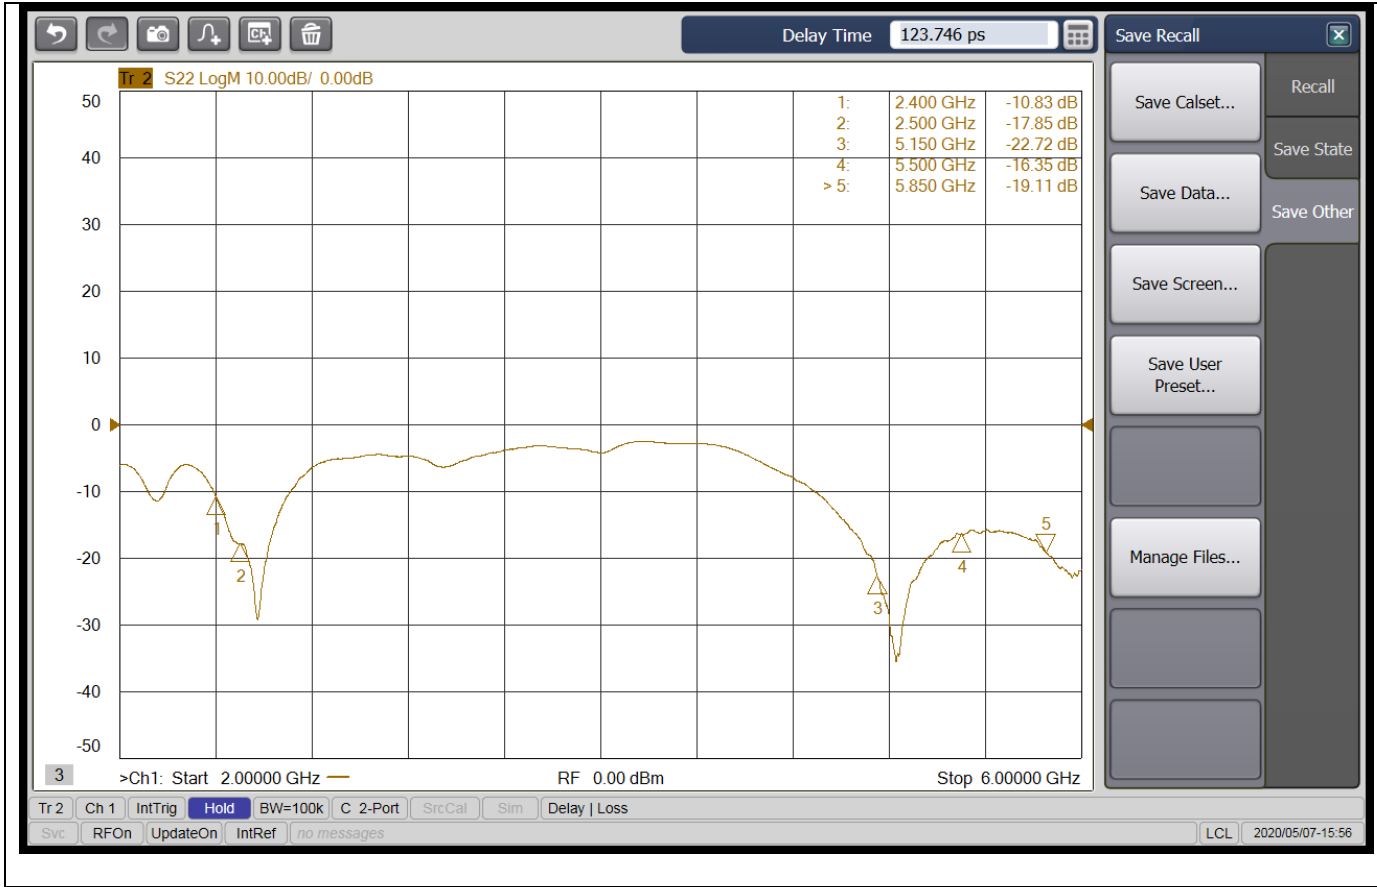 Delay Time 123.746 ps
Save Recall
Tr 2 S22 LogM 10.00dB/ 0.00dB
1: 2.400 GHz -10.83 dB
2: 2.500 GHz -17.85 dB
3: 5.150 GHz -22.72 dB
4: 5.500 GHz -16.35 dB
> 5: 5.850 GHz -19.11 dB
50
40
30
20
10
0
-10
-20
-30
-40
-50
1
2
3
4
5
3
>Ch1: Start 2.00000 GHz
RF 0.00 dBm
Stop 6.00000 GHz
Save Calset...
Save Data...
Save Screen...
Save User
Preset...
Manage Files...
Recall
Save State
Save Other
Tr 2 Ch 1 IntTrig Hold BW=100k C 2-Port SrcCal Sim Delay | Loss
Svc RFOn UpdateOn IntRef no messages LCL 2020/05/07-15:56